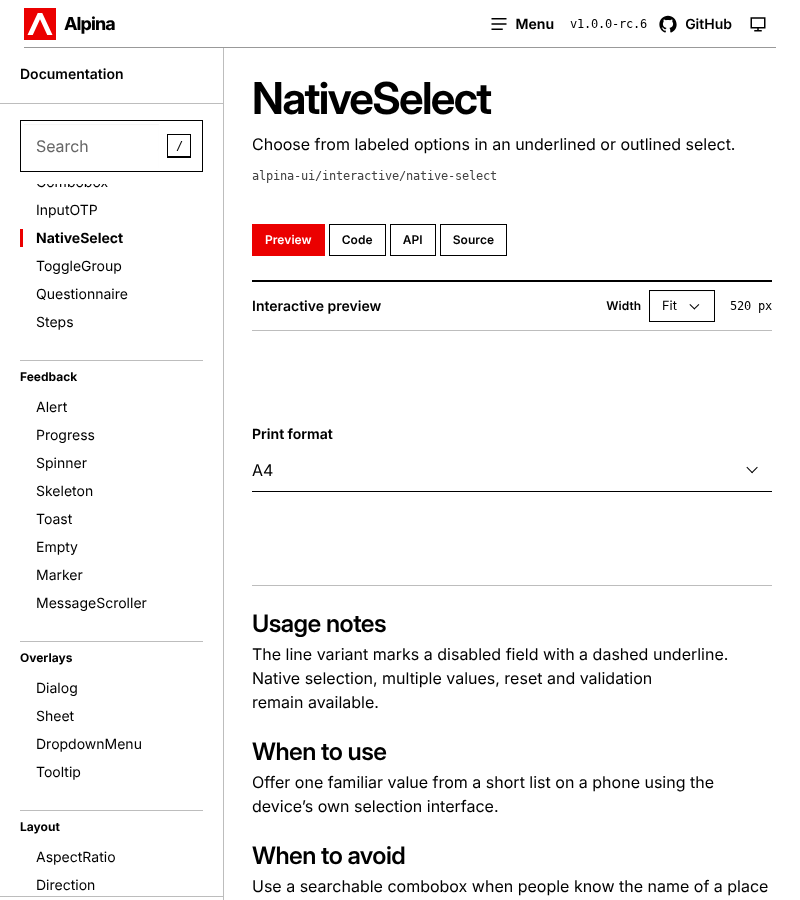 Alpina
Menu
v1.0.0-rc.6
GitHub
Documentation
Search
/
Combobox
InputOTP
NativeSelect
ToggleGroup
Questionnaire
Steps
Feedback
Alert
Progress
Spinner
Skeleton
Toast
Empty
Marker
MessageScroller
Overlays
Dialog
Sheet
DropdownMenu
Tooltip
Layout
AspectRatio
Direction
NativeSelect
Choose from labeled options in an underlined or outlined select.
alpina-ui/interactive/native-select
Preview
Code
API
Source
Interactive preview
Width
Fit
520 px
Print format
A4
Usage notes
The line variant marks a disabled field with a dashed underline.
Native selection, multiple values, reset and validation
remain available.
When to use
Offer one familiar value from a short list on a phone using the
device’s own selection interface.
When to avoid
Use a searchable combobox when people know the name of a place